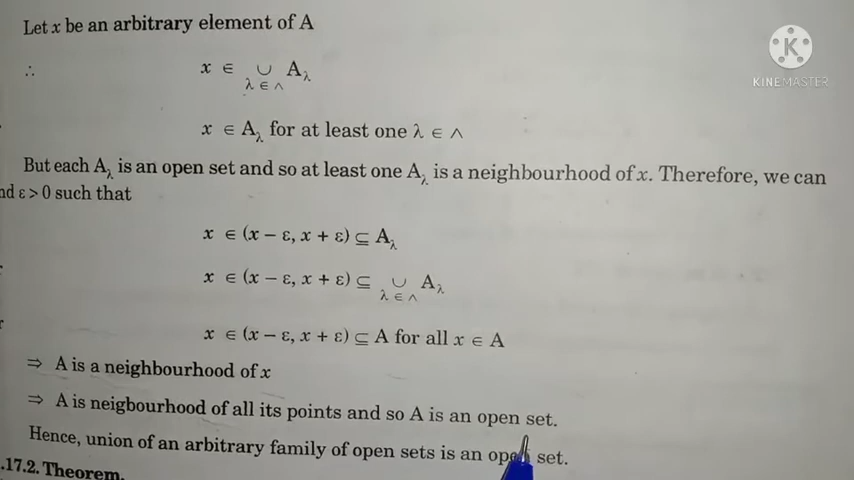 Let x be an arbitrary element of A
K
KINEMASTER
∴ x ∈ ∪ A_λ
λ ∈ ∧
x ∈ A_λ for at least one λ ∈ ∧
But each A_λ is an open set and so at least one A_λ is a neighbourhood of x. Therefore, we can
nd ε > 0 such that
x ∈ (x – ε, x + ε) ⊆ A_λ
x ∈ (x – ε, x + ε) ⊆ ∪ A_λ
λ ∈ ∧
x ∈ (x – ε, x + ε) ⊆ A for all x ∈ A
⇒ A is a neighbourhood of x
⇒ A is neigbourhood of all its points and so A is an open set.
Hence, union of an arbitrary family of open sets is an open set.
.17.2. Theorem.